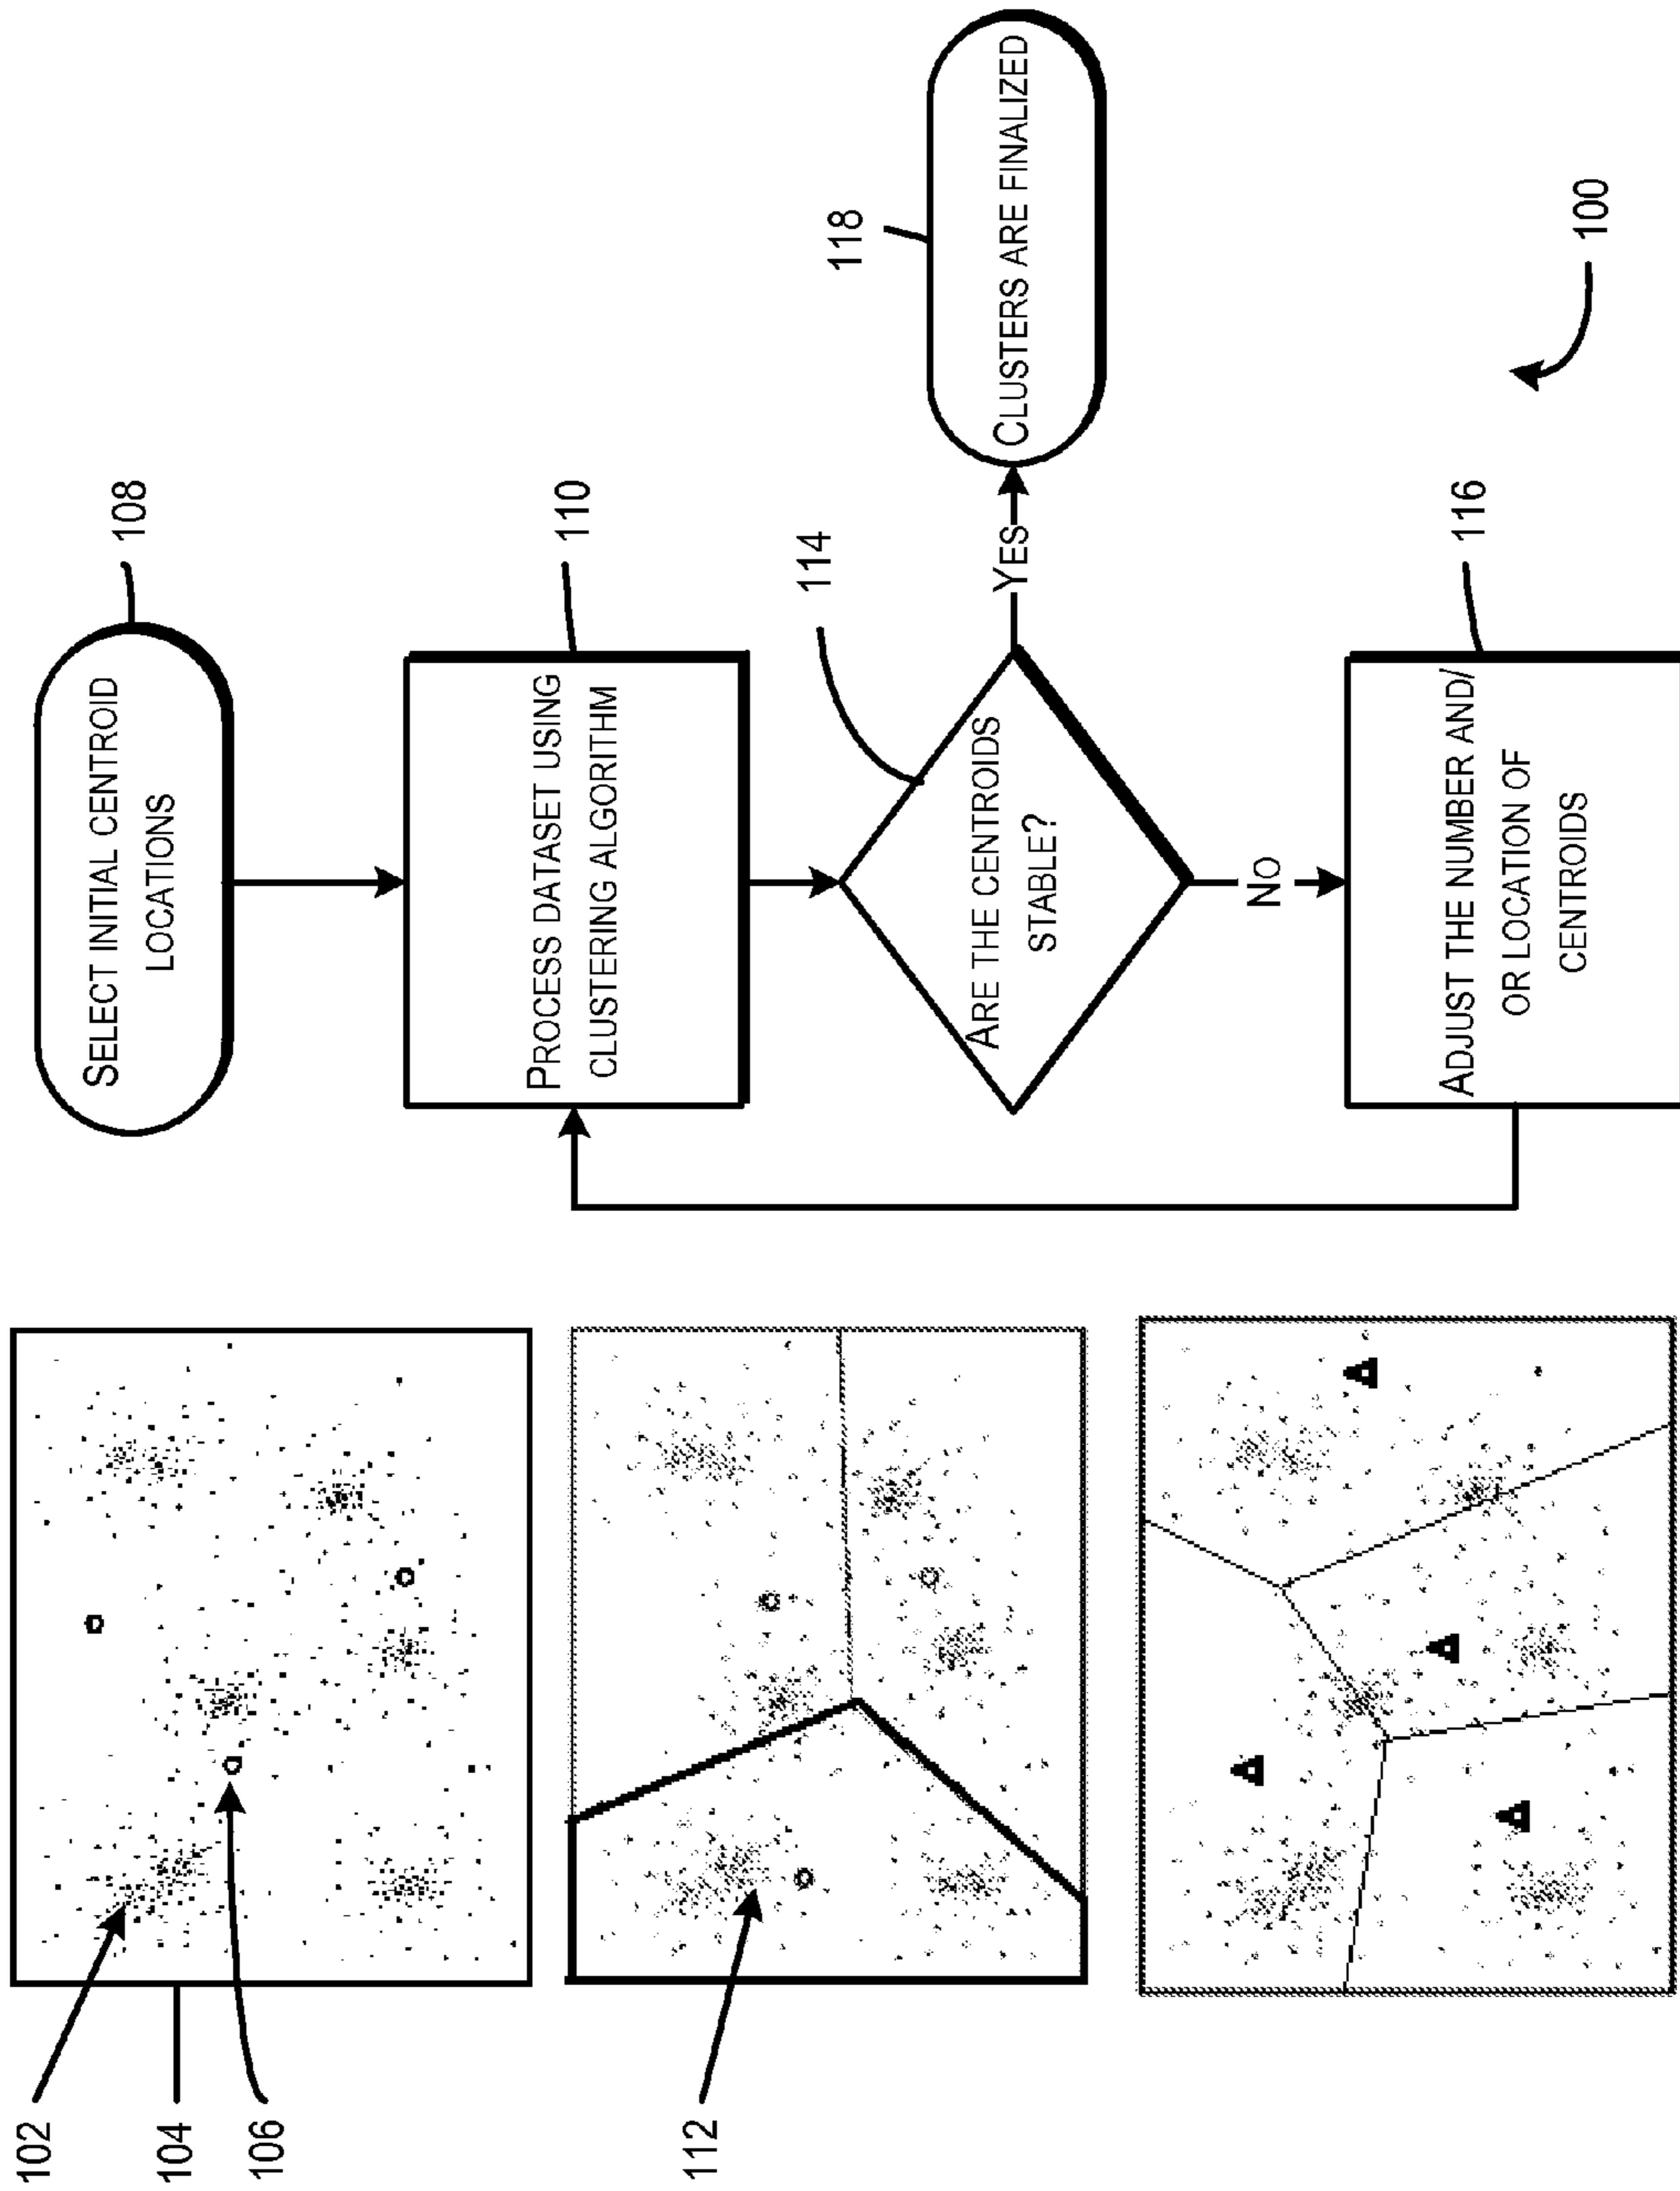 102
104
106
SELECT INITIAL CENTROID
LOCATIONS
108
112
PROCESS DATASET USING
CLUSTERING ALGORITHM
110
ARE THE CENTROIDS
STABLE?
114
YES
CLUSTERS ARE FINALIZED
118
NO
ADJUST THE NUMBER AND/
OR LOCATION OF
CENTROIDS
116
100